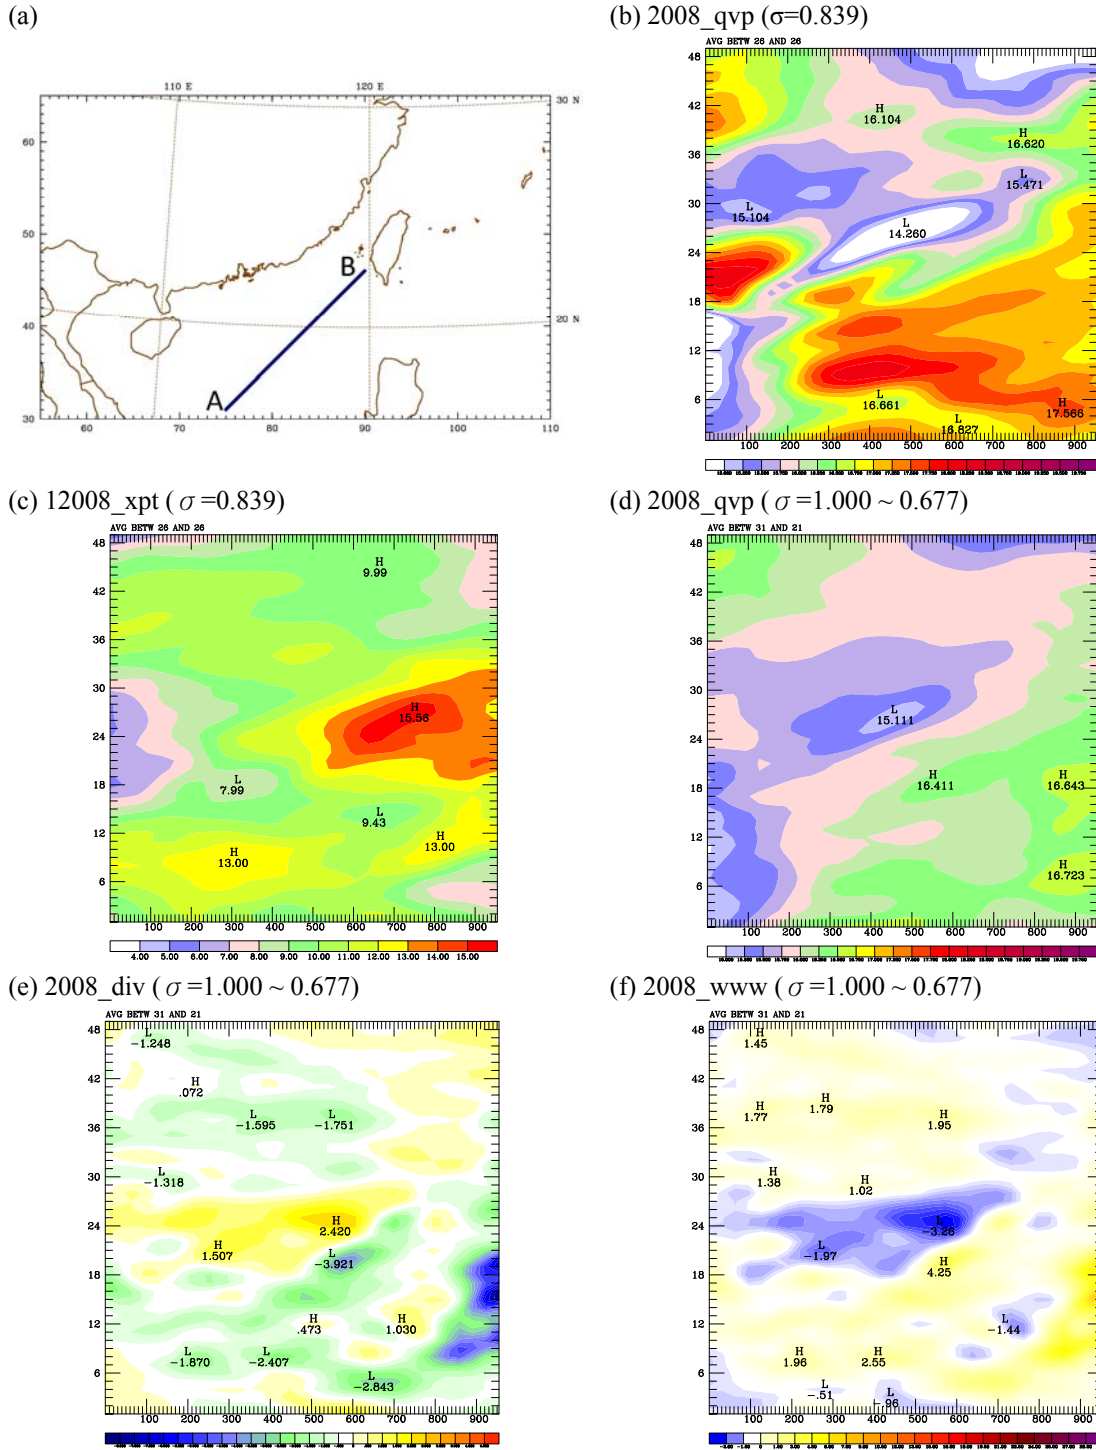 (a)
(b) 2008_qvp (σ=0.839)
AVG BETW 26 AND 26
110 E
120 E
30 N
20 N
60
50
40
30
A
B
60
70
80
90
100
110
48
42
36
30
24
18
12
6
H
16.104
H
16.620
L
15.471
L
15.104
L
14.260
L
16.661
H
17.566
L
16.827
100 200 300 400 500 600 700 800 900
(c) 12008_xpt ( σ =0.839)
(d) 2008_qvp ( σ =1.000 ~ 0.677)
AVG BETW 26 AND 26
48
42
36
30
24
18
12
6
H
9.99
H
15.58
L
7.99
L
9.43
H
13.00
H
13.00
100 200 300 400 500 600 700 800 900
4.00 5.00 6.00 7.00 8.00 9.00 10.00 11.00 12.00 13.00 14.00 15.00
AVG BETW 31 AND 21
48
42
36
30
24
18
12
6
L
15.111
H
16.411
H
16.643
H
16.723
100 200 300 400 500 600 700 800 900
(e) 2008_div ( σ =1.000 ~ 0.677)
(f) 2008_www ( σ =1.000 ~ 0.677)
AVG BETW 31 AND 21
48
42
36
30
24
18
12
6
L
-1.248
H
.072
L
-1.595
L
-1.751
L
-1.318
H
2.420
H
1.507
L
-3.921
H
.473
H
1.030
L
-1.870
L
-2.407
L
-2.843
100 200 300 400 500 600 700 800 900
AVG BETW 31 AND 21
48
42
36
30
24
18
12
6
H
1.45
H
1.77
H
1.79
H
1.95
H
1.38
H
1.02
L
-3.26
L
-1.97
H
4.25
L
-1.44
H
1.96
H
2.55
L
-.51
L
-.96
100 200 300 400 500 600 700 800 900